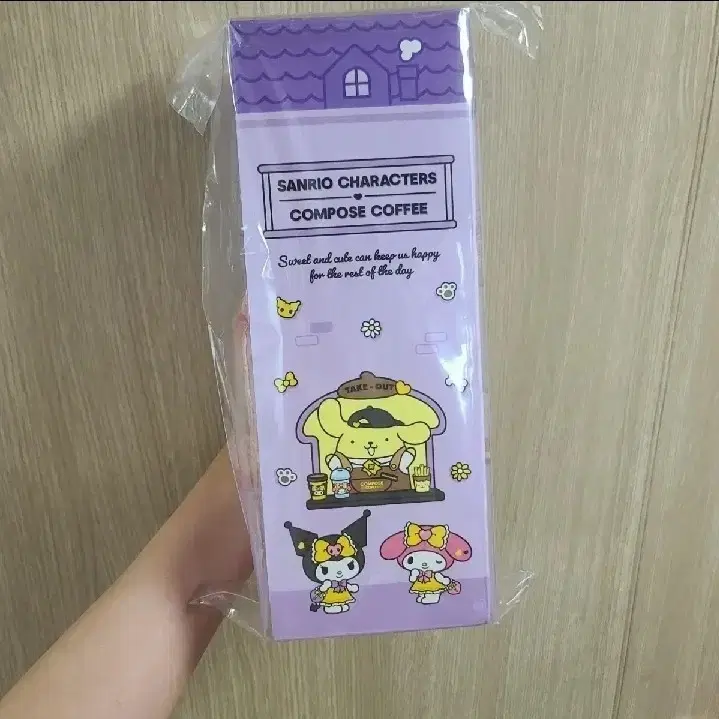 SANRIO CHARACTERS
COMPOSE COFFEE
Sweet and cute can keep us happy
for the rest of the day
TAKE-OUT
COMPOSE